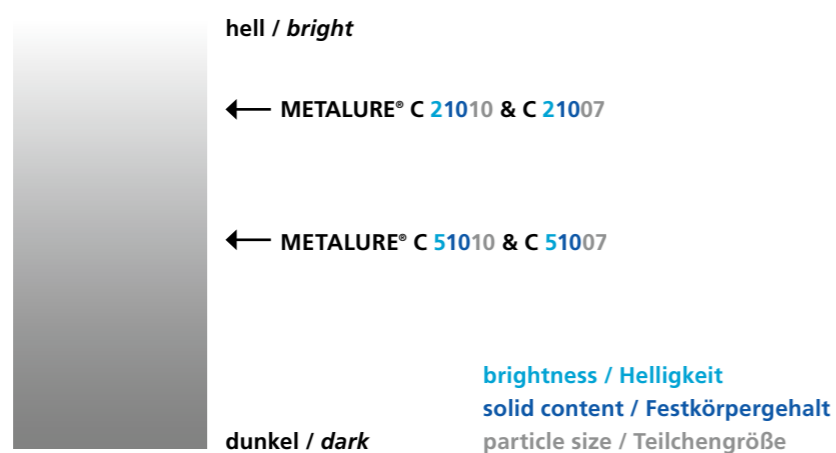 hell / bright
METALURE® C 21010 & C 21007
METALURE® C 51010 & C 51007
brightness / Helligkeit
solid content / Festkörpergehalt
dunkel / dark
particle size / Teilchengröße